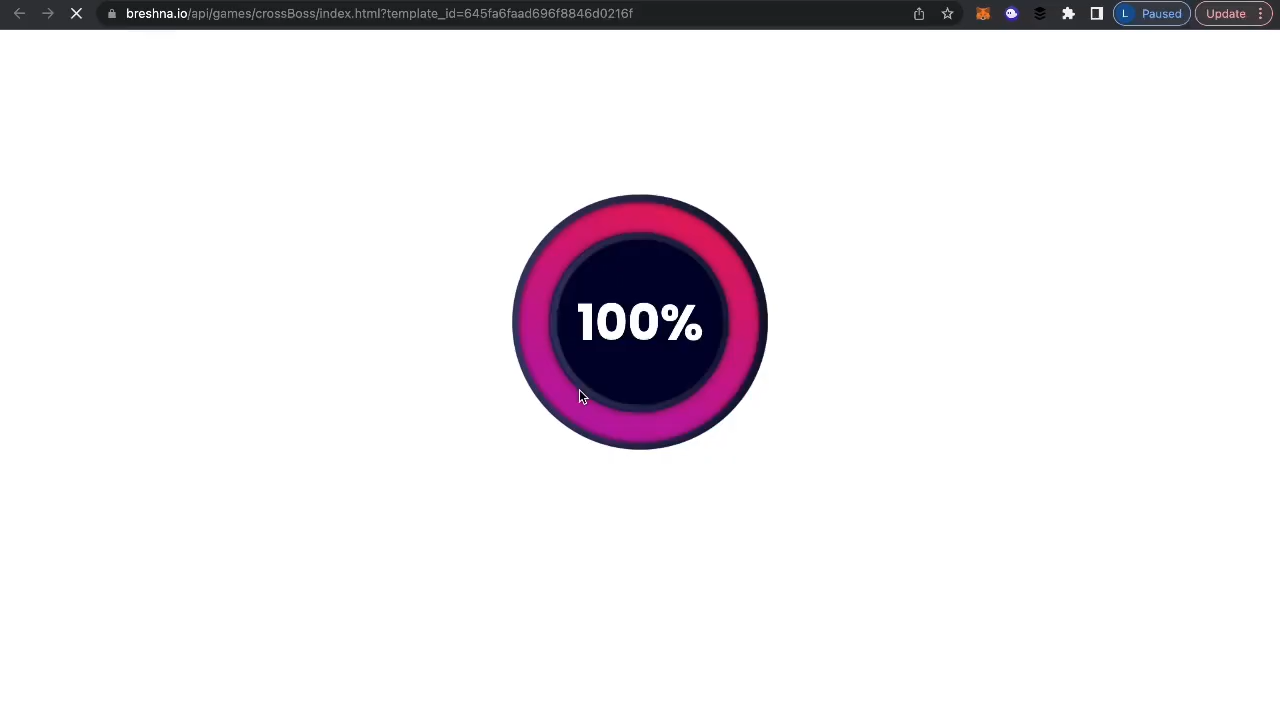 breshna.io/api/games/crossBoss/index.html?template_id=645fa6faad696f8846d0216f
L Paused
Update
100%